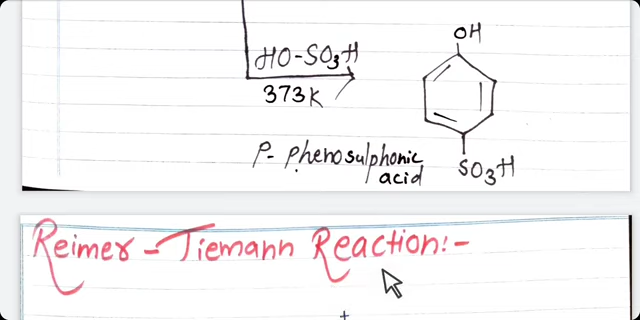 OH
HO-SO3H
373K
P- Phenosulphonic
acid
SO3H
Reimer - Tiemann Reaction:-
+